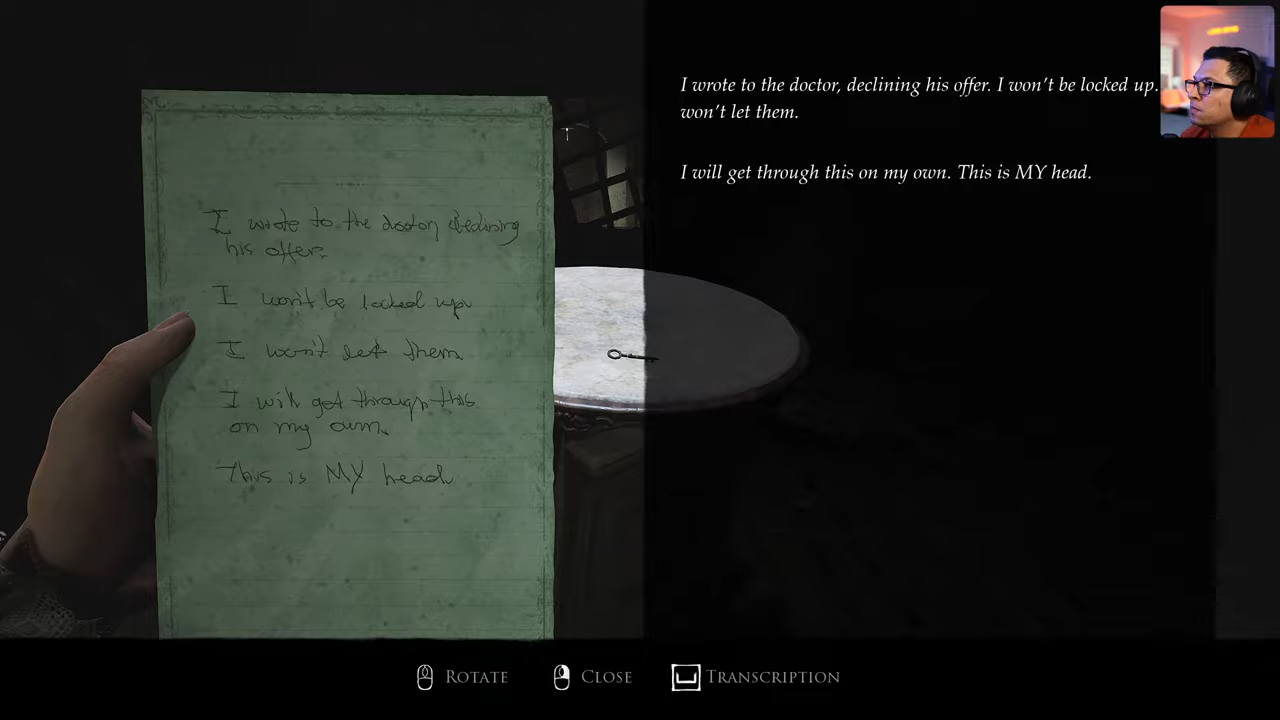 I wrote to the doctor, declining
his offer.
I won't be locked up
I won't let them
I will get through this
on my own.
This is MY head
I wrote to the doctor, declining his offer. I won't be locked up.
won't let them.
I will get through this on my own. This is MY head.
ROTATE
CLOSE
TRANSCRIPTION